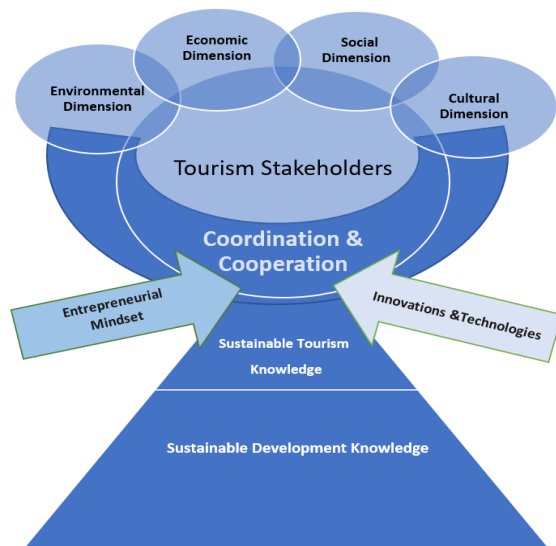 Economic
Dimension
Social
Dimension
Environmental
Dimension
Cultural
Dimension
Tourism Stakeholders
Coordination &
Cooperation
Entrepreneurial
Mindset
Innovations &Technologies
Sustainable Tourism
Knowledge
Sustainable Development Knowledge